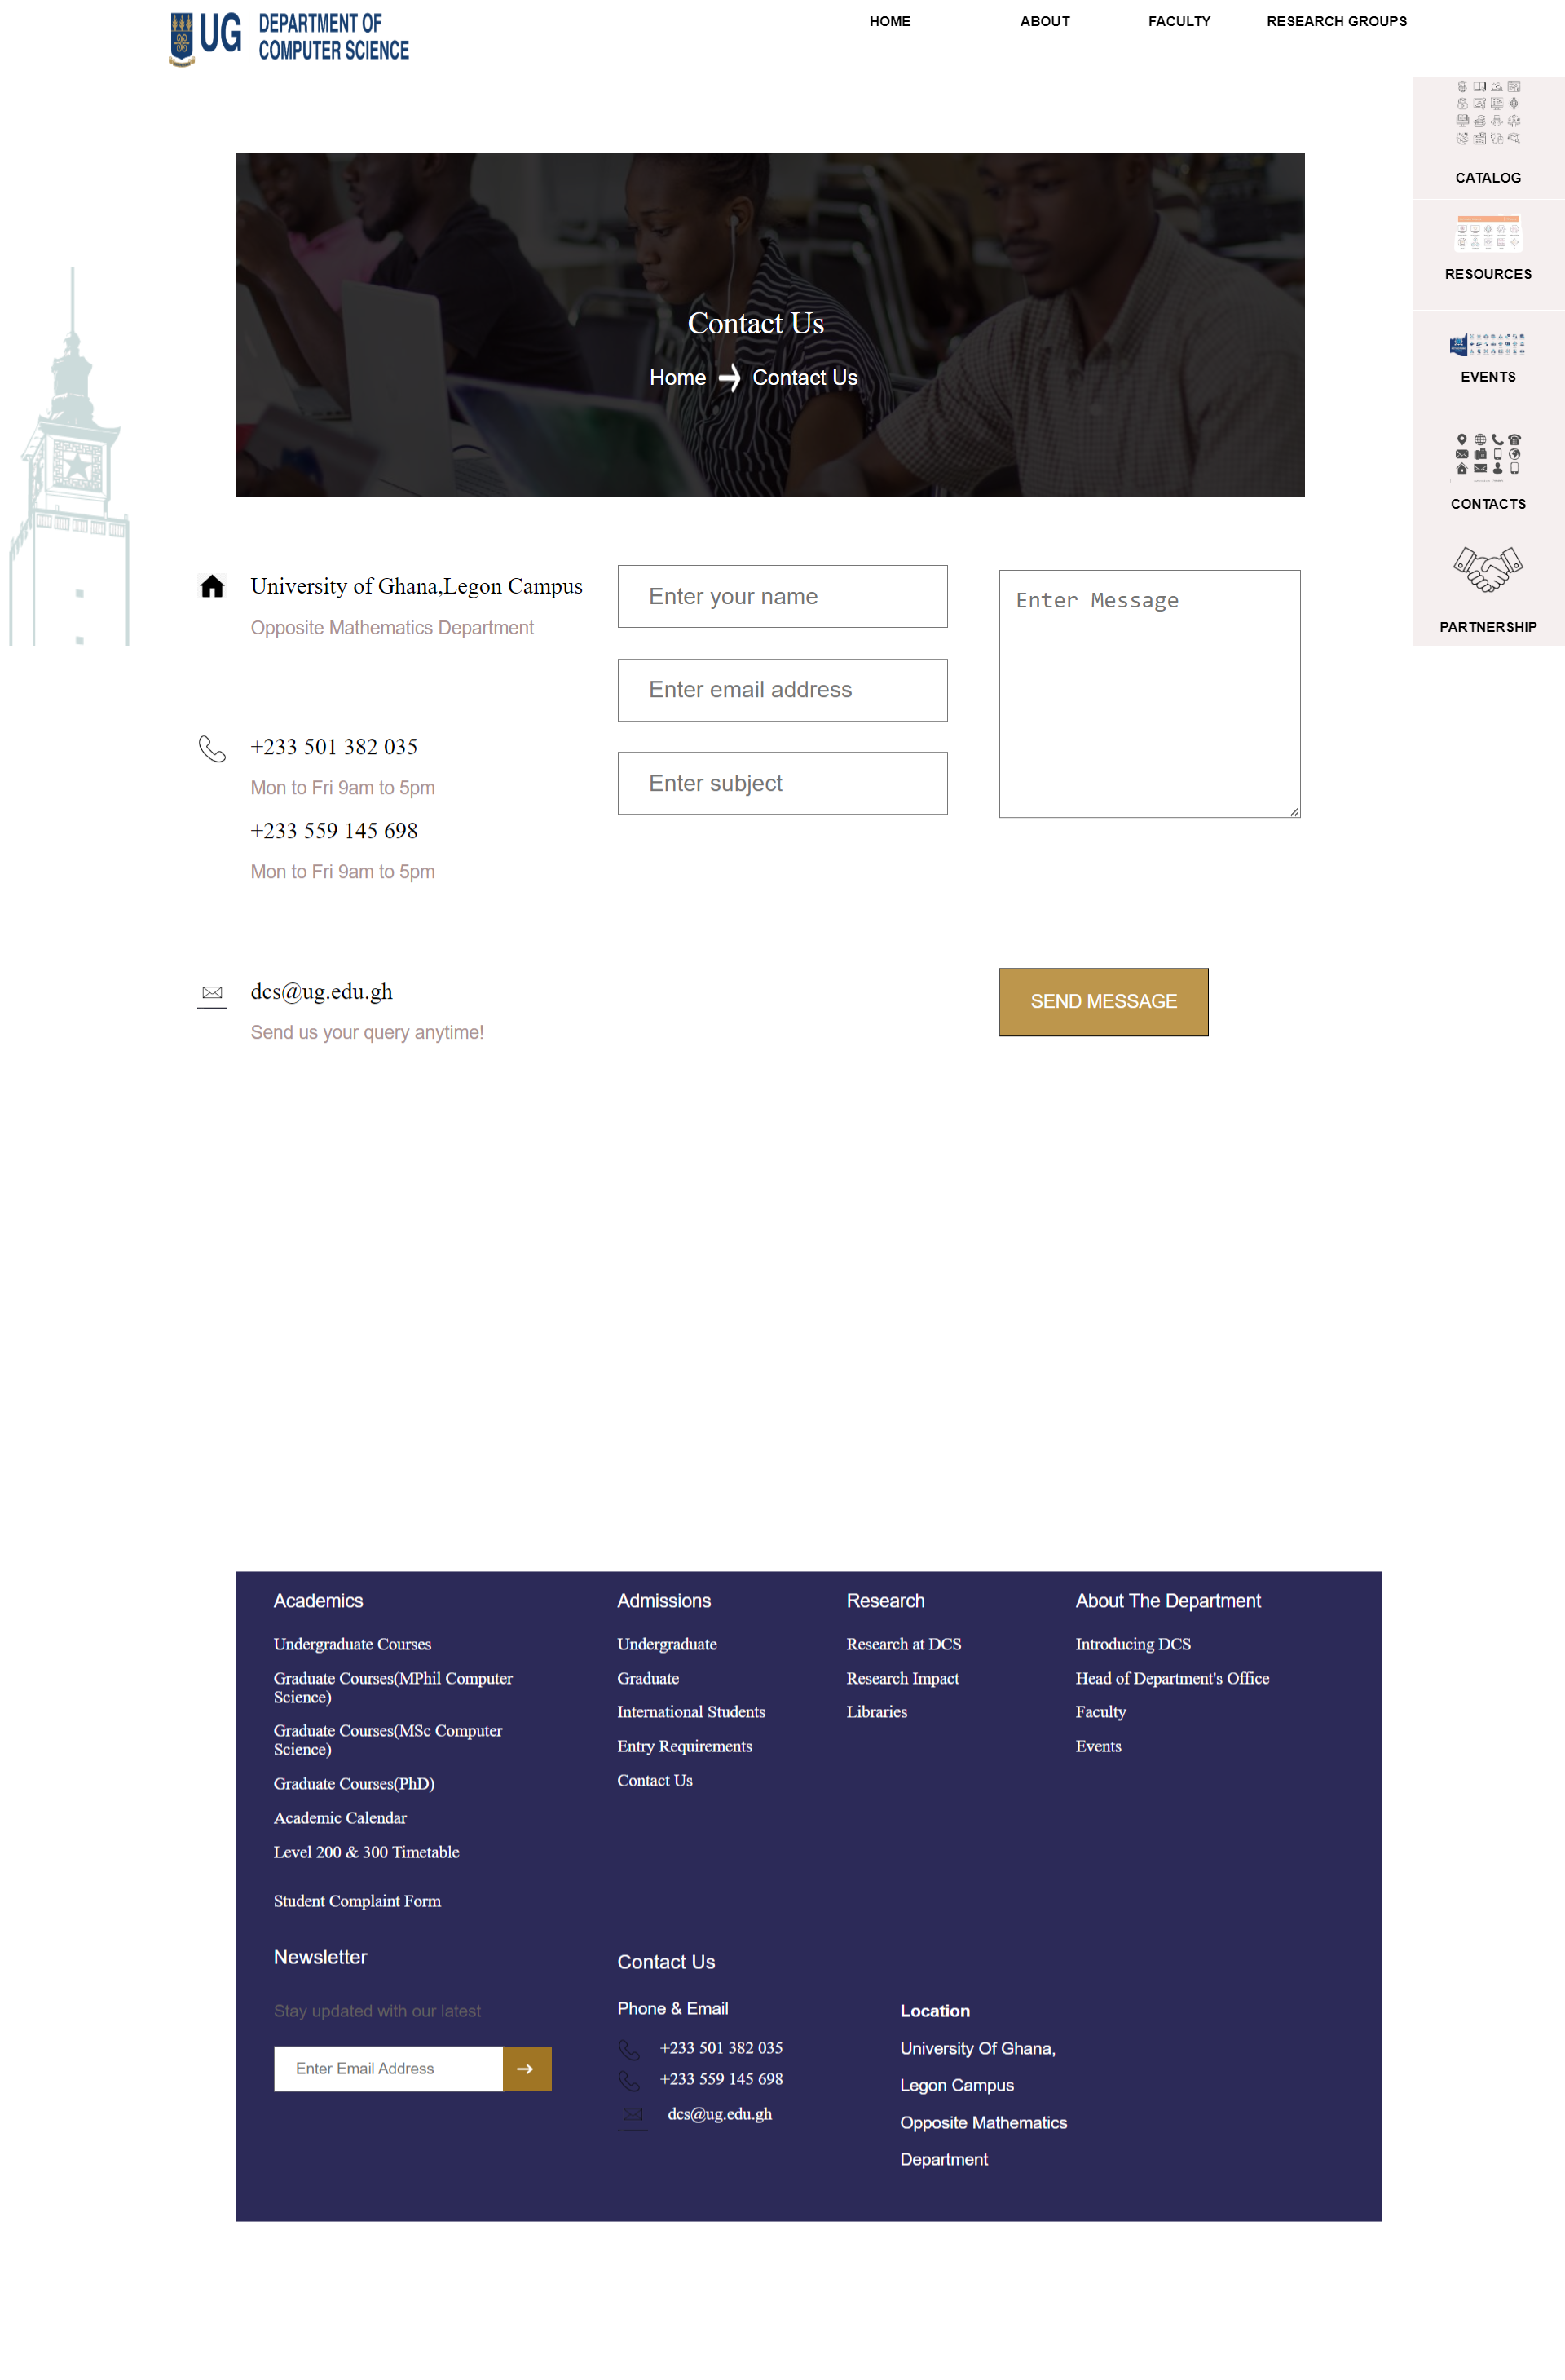 UG
DEPARTMENT OF
COMPUTER SCIENCE
HOME
ABOUT
FACULTY
RESEARCH GROUPS
CATALOG
RESOURCES
EVENTS
CONTACTS
PARTNERSHIP
Contact Us
Home
Contact Us
University of Ghana,Legon Campus
Opposite Mathematics Department
+233 501 382 035
Mon to Fri 9am to 5pm
+233 559 145 698
Mon to Fri 9am to 5pm
dcs@ug.edu.gh
Send us your query anytime!
Enter your name
Enter email address
Enter subject
Enter Message
SEND MESSAGE
Academics
Undergraduate Courses
Graduate Courses(MPhil Computer
Science)
Graduate Courses(MSc Computer
Science)
Graduate Courses(PhD)
Academic Calendar
Level 200 & 300 Timetable
Student Complaint Form
Admissions
Undergraduate
Graduate
International Students
Entry Requirements
Contact Us
Research
Research at DCS
Research Impact
Libraries
About The Department
Introducing DCS
Head of Department's Office
Faculty
Events
Newsletter
Stay updated with our latest
Enter Email Address
Contact Us
Phone & Email
+233 501 382 035
+233 559 145 698
dcs@ug.edu.gh
Location
University Of Ghana,
Legon Campus
Opposite Mathematics
Department